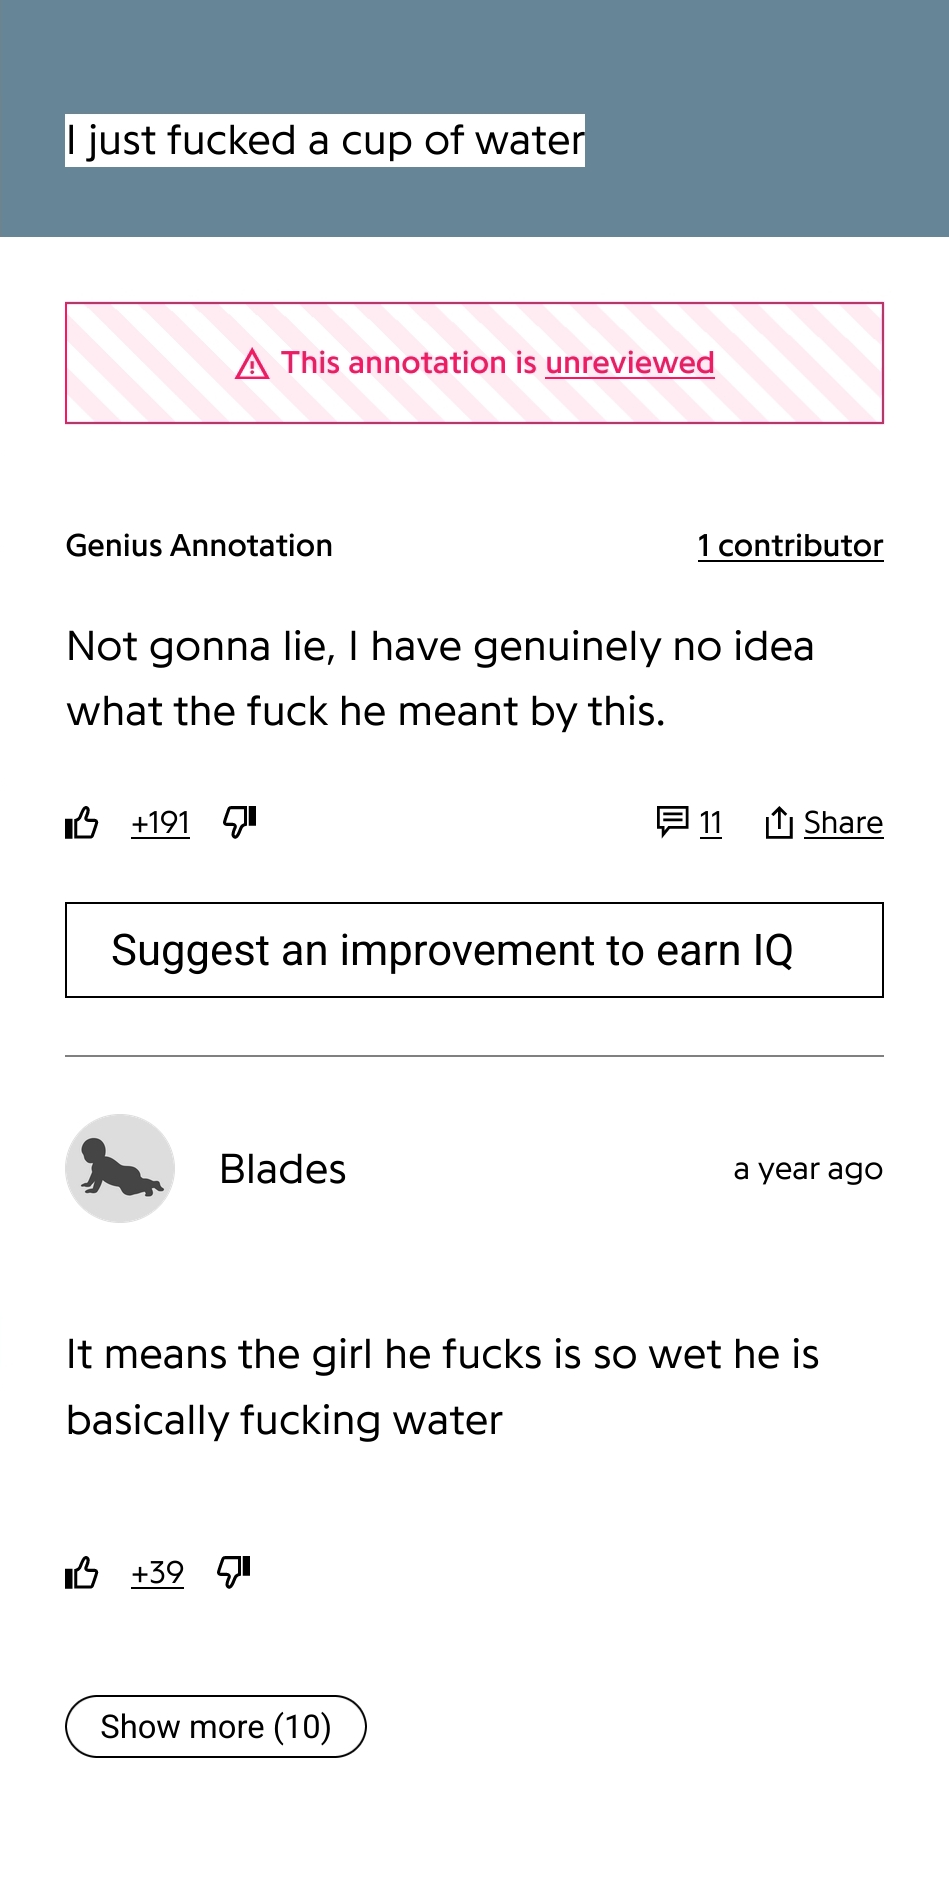 I just fucked a cup of water
This annotation is unreviewed
Genius Annotation
1 contributor
Not gonna lie, I have genuinely no idea
what the fuck he meant by this.
+191
11
Share
Suggest an improvement to earn IQ
Blades
a year ago
It means the girl he fucks is so wet he is
basically fucking water
+39
Show more (10)